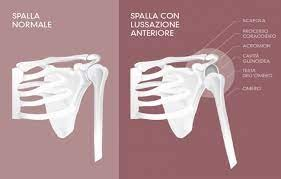 SPALLA
NORMALE
SPALLA CON
LUSSAZIONE
ANTERIORE
SCAPOLA
PROCESSO
CORACOIDEO
ACROMION
CAVITÀ
GLENOIDEA
TESTA
DELL'OMERO
OMERO